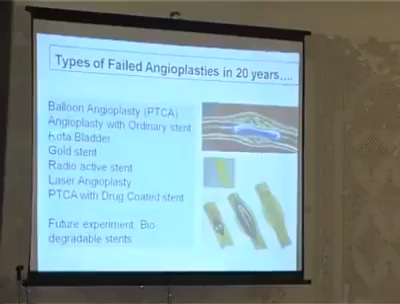 Types of Failed Angioplasties in 20 years....
Balloon Angioplasty (PTCA)
Angioplasty with Ordinary stent
Rota Bladder
Gold stent
Radio active stent
Laser Angioplasty
PTCA with Drug Coated stent
Future experiment: Bio-
degradable stents